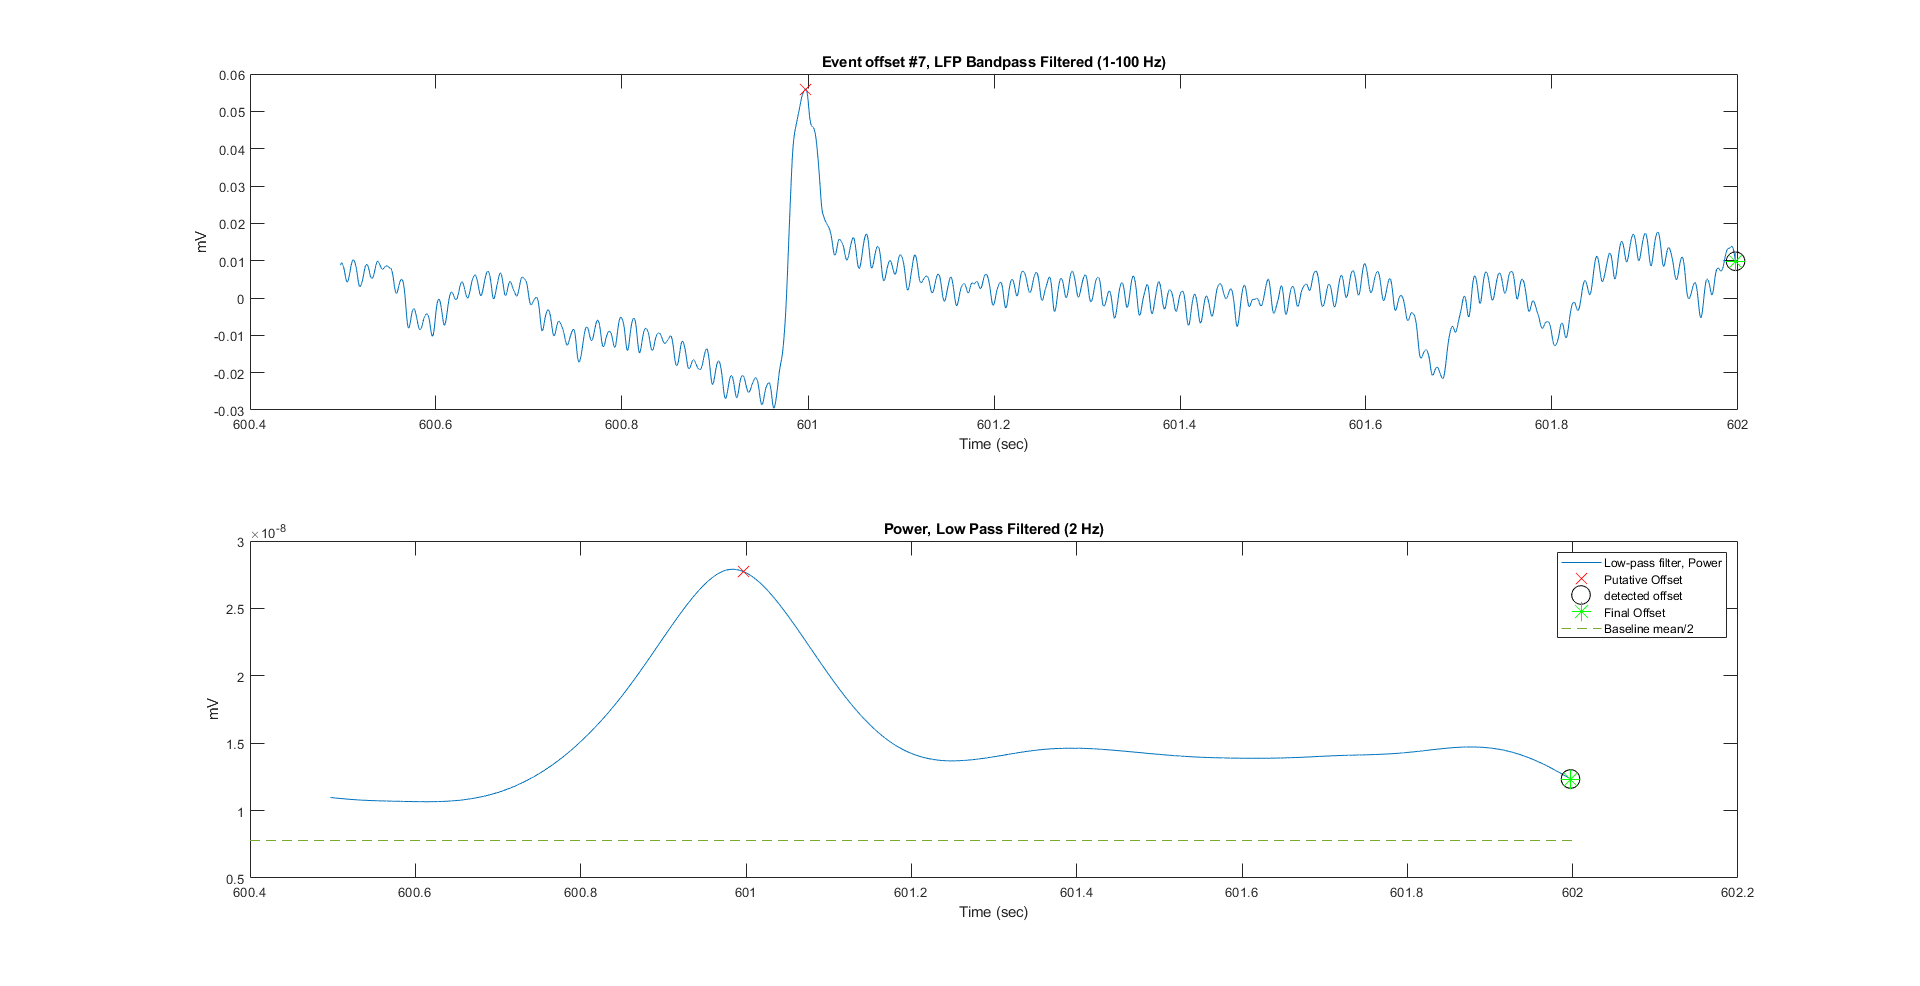 Event offset #7, LFP Bandpass Filtered (1-100 Hz)
0.06
0.05
0.04
0.03
0.02
0.01
0
-0.01
-0.02
-0.03
mV
600.4 600.6 600.8 601 601.2 601.4 601.6 601.8 602
Time (sec)
Power, Low Pass Filtered (2 Hz)
×10-8
3
2.5
2
1.5
1
0.5
mV
Low-pass filter, Power
Putative Offset
detected offset
Final Offset
Baseline mean/2
600.4 600.6 600.8 601 601.2 601.4 601.6 601.8 602 602.2
Time (sec)